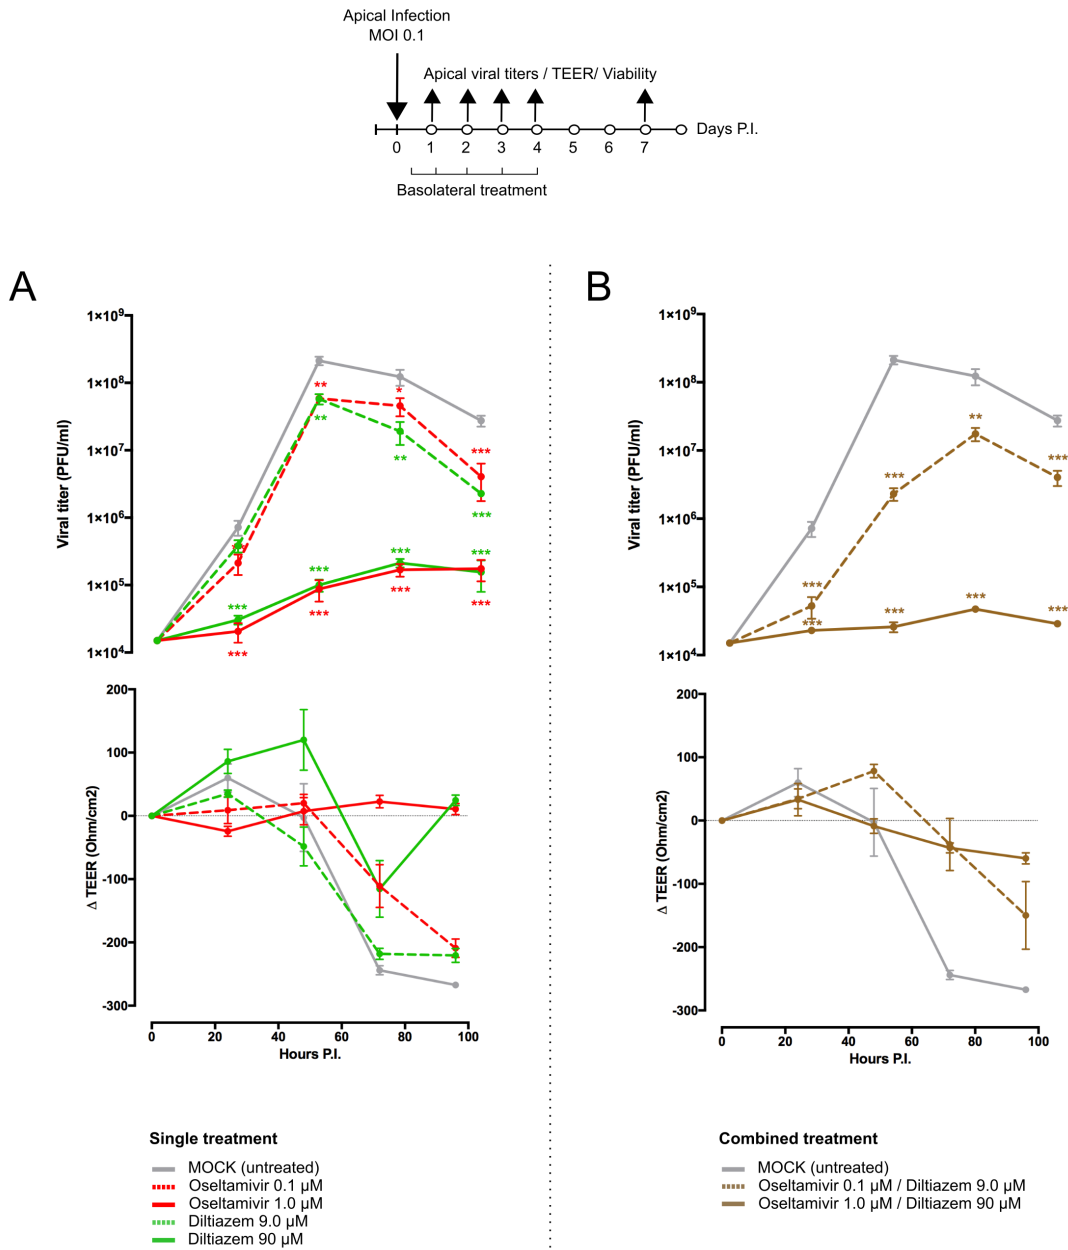 Apical Infection
MOI 0.1
Apical viral titers / TEER/ Viability
Days P.I.
0 1 2 3 4 5 6 7
Basolateral treatment
A
1×10⁹
1×10⁸
1×10⁷
1×10⁶
1×10⁵
1×10⁴
Viral titer (PFU/ml)
** * *** ** ** *** *** *** *** *** *** *** *** ***
200
100
0
-100
-200
-300
Δ TEER (Ohm/cm2)
0 20 40 60 80 100
Hours P.I.
Single treatment
MOCK (untreated)
Oseltamivir 0.1 µM
Oseltamivir 1.0 µM
Diltiazem 9.0 µM
Diltiazem 90 µM
B
1×10⁹
1×10⁸
1×10⁷
1×10⁶
1×10⁵
1×10⁴
Viral titer (PFU/ml)
** *** *** *** *** *** *** ***
200
100
0
-100
-200
-300
Δ TEER (Ohm/cm2)
0 20 40 60 80 100
Hours P.I.
Combined treatment
MOCK (untreated)
Oseltamivir 0.1 µM / Diltiazem 9.0 µM
Oseltamivir 1.0 µM / Diltiazem 90 µM